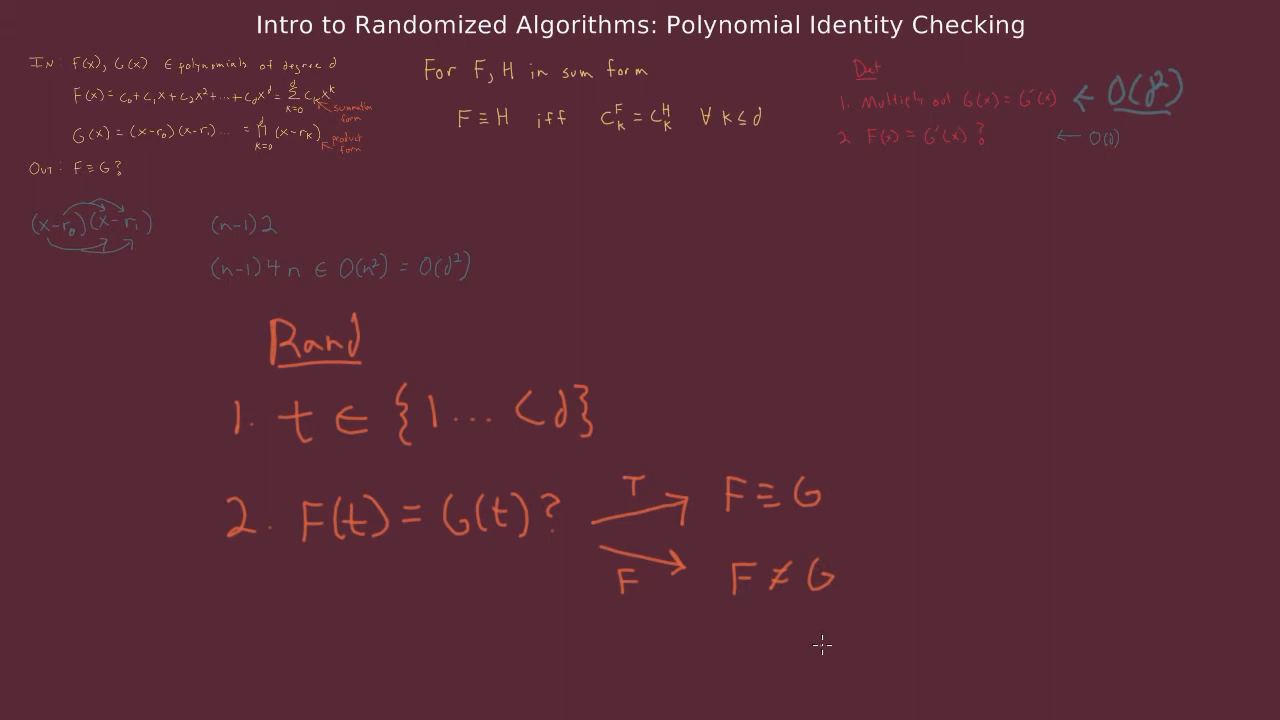 Intro to Randomized Algorithms: Polynomial Identity Checking
IN: F(x), G(x) ∈ polynomials of degree d
F(x) = c₀ + c₁x + c₂x² + ... + c_dx^d = Σ_{k=0}^{d} c_k x^k
summation form
G(x) = (x-r₀)(x-r₁) ... = ∏_{k=0}^{d} (x-r_k)
product form
OUT: F ≡ G?
For F, H in sum form
F ≡ H iff C_k^F = C_k^H ∀ k ≤ d
Det
1. Multiply out G(x) = G'(x) ← O(d²)
2. F(x) = G'(x)? ← O(d)
(x-r₀)(x-r₁) (n-1)2
(n-1)4n ∈ O(n²) = O(d²)
Rand
1. t ∈ {1 ... Cd}
2. F(t) = G(t)?
T F ≡ G
F F ≢ G